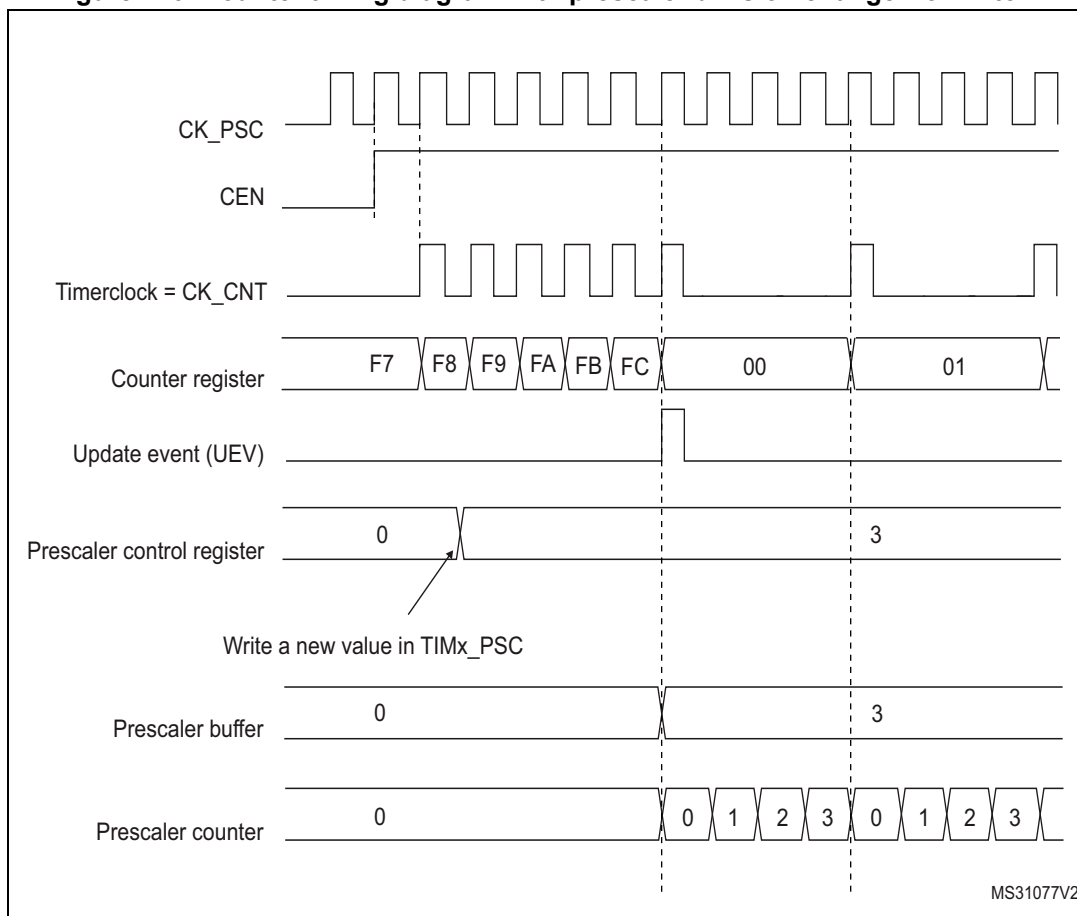 CK_PSC
CEN
Timerclock = CK_CNT
Counter register F7 F8 F9 FA FB FC 00 01
Update event (UEV)
Prescaler control register 0 3
Write a new value in TIMx_PSC
Prescaler buffer 0 3
Prescaler counter 0 0 1 2 3 0 1 2 3
MS31077V2